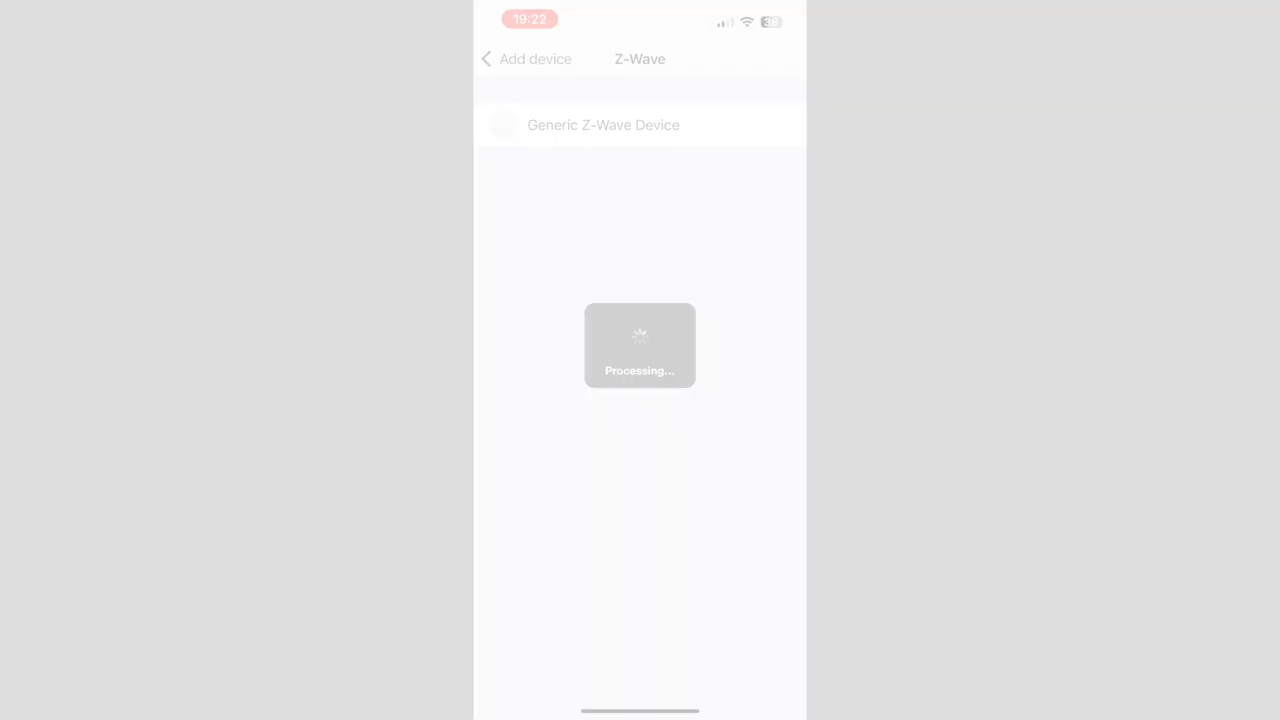 19:22
Add device
Z-Wave
Generic Z-Wave Device
Processing...